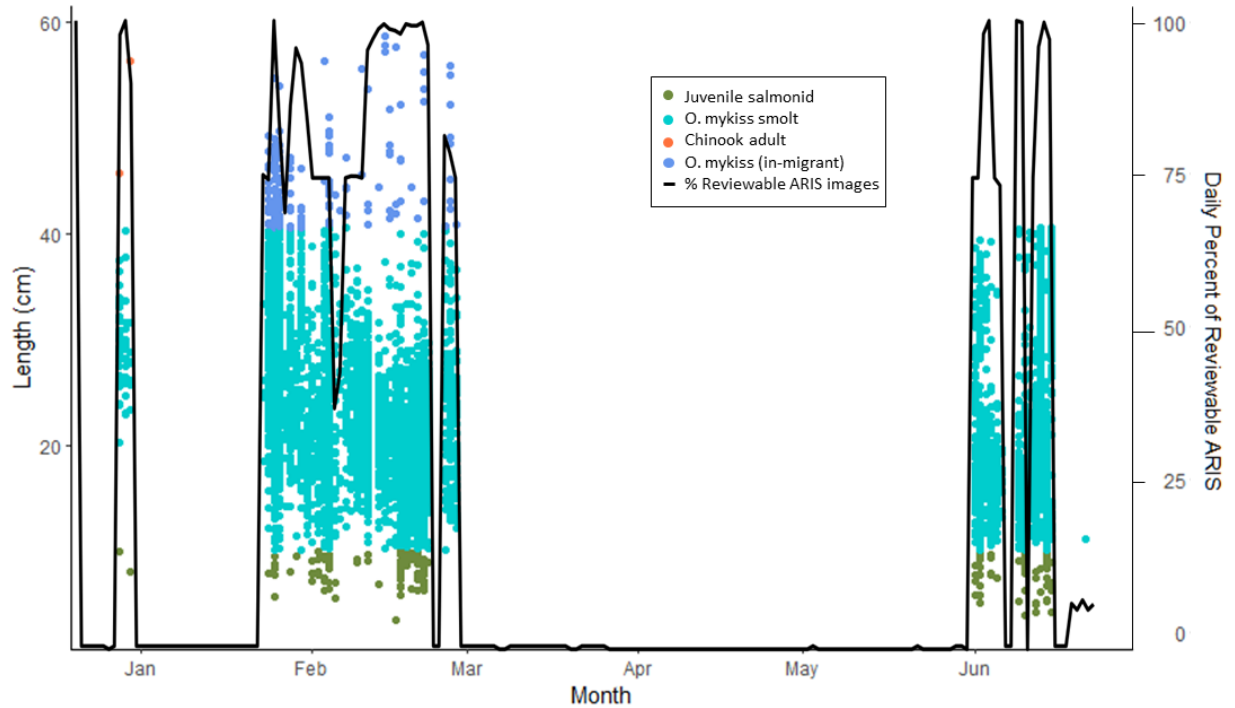 60
40
20
Length (cm)
Juvenile salmonid
O. mykiss smolt
Chinook adult
O. mykiss (in-migrant)
% Reviewable ARIS images
100
75
50
25
0
Daily Percent of Reviewable ARIS
Jan Feb Mar Apr May Jun
Month